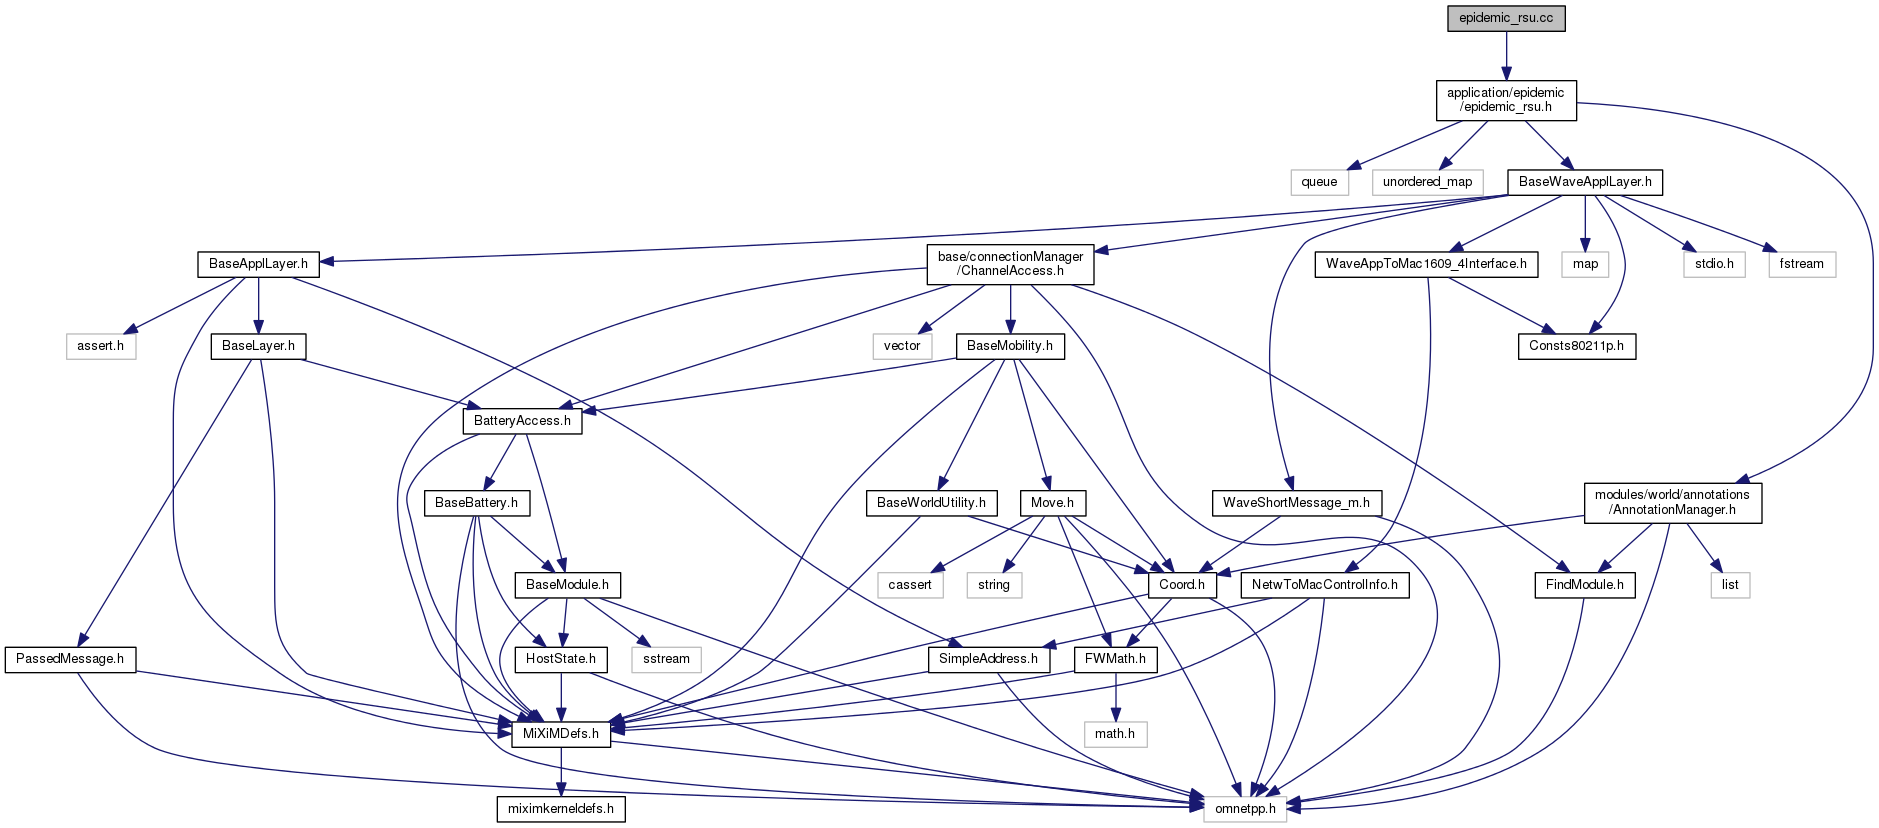 epidemic_rsu.cc
application/epidemic
/epidemic_rsu.h
queue
unordered_map
BaseWaveApplLayer.h
BaseApplLayer.h
base/connectionManager
/ChannelAccess.h
WaveAppToMac1609_4Interface.h
map
stdio.h
fstream
assert.h
BaseLayer.h
vector
BaseMobility.h
Consts80211p.h
BatteryAccess.h
BaseBattery.h
BaseWorldUtility.h
Move.h
WaveShortMessage_m.h
modules/world/annotations
/AnnotationManager.h
BaseModule.h
cassert
string
Coord.h
NetwToMacControlInfo.h
FindModule.h
list
PassedMessage.h
HostState.h
sstream
SimpleAddress.h
FWMath.h
MiXiMDefs.h
math.h
miximkerneldefs.h
omnetpp.h